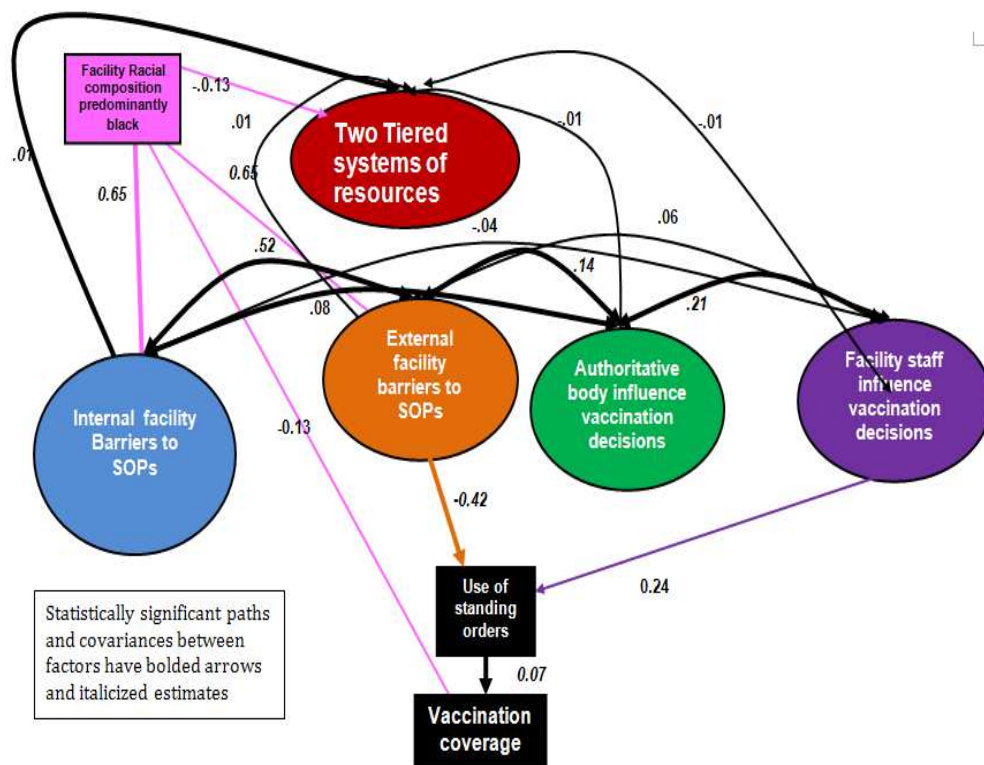 Facility Racial
composition
predominantly
black
-.0.13
.01
0.65
.01
0.65
Two Tiered
systems of
resources
-.01
-.01
.52
.08
-.04
.06
.14
.21
Internal facility
Barriers to
SOPs
External
facility
barriers to
SOPs
Authoritative
body influence
vaccination
decisions
Facility staff
influence
vaccination
decisions
-0.13
-0.42
0.24
Use of
standing
orders
0.07
Vaccination
coverage
Statistically significant paths
and covariances between
factors have bolded arrows
and italicized estimates